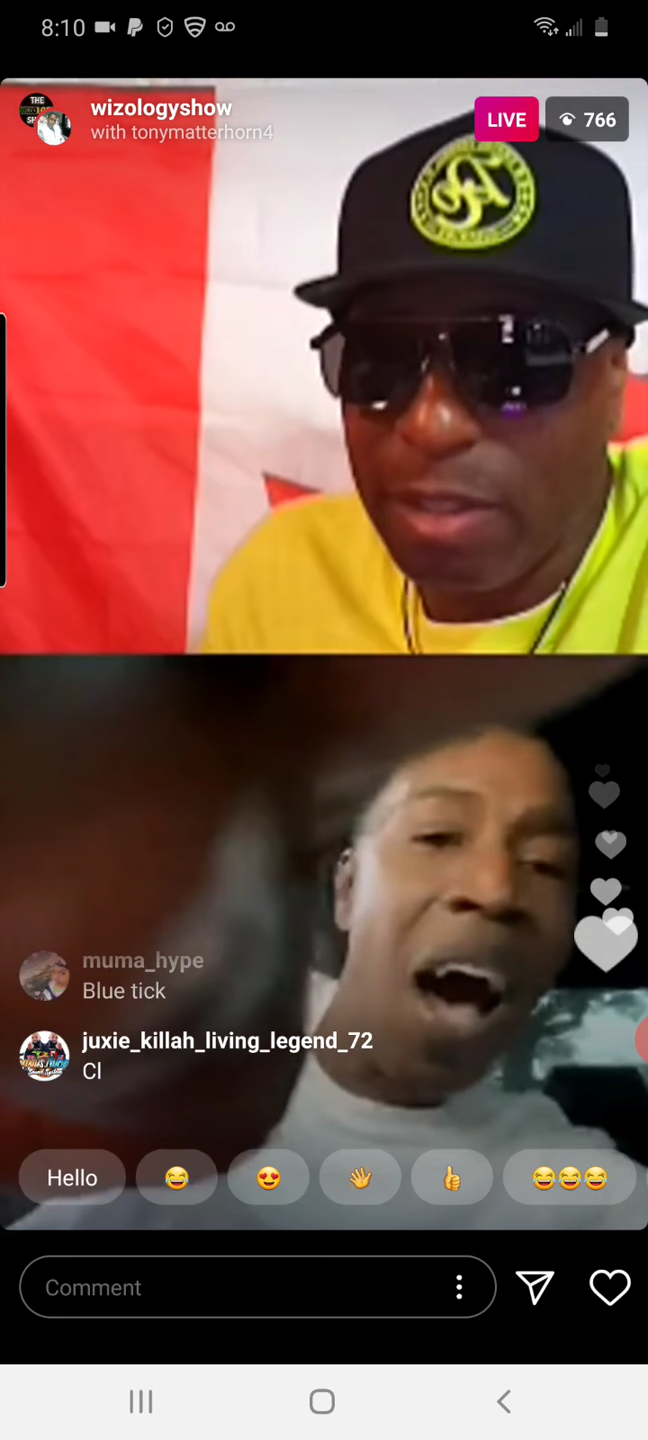 8:10
wizologyshow
with tonymatterhorn4
LIVE
766
muma_hype
Blue tick
juxie_killah_living_legend_72
Cl
Hello
Comment